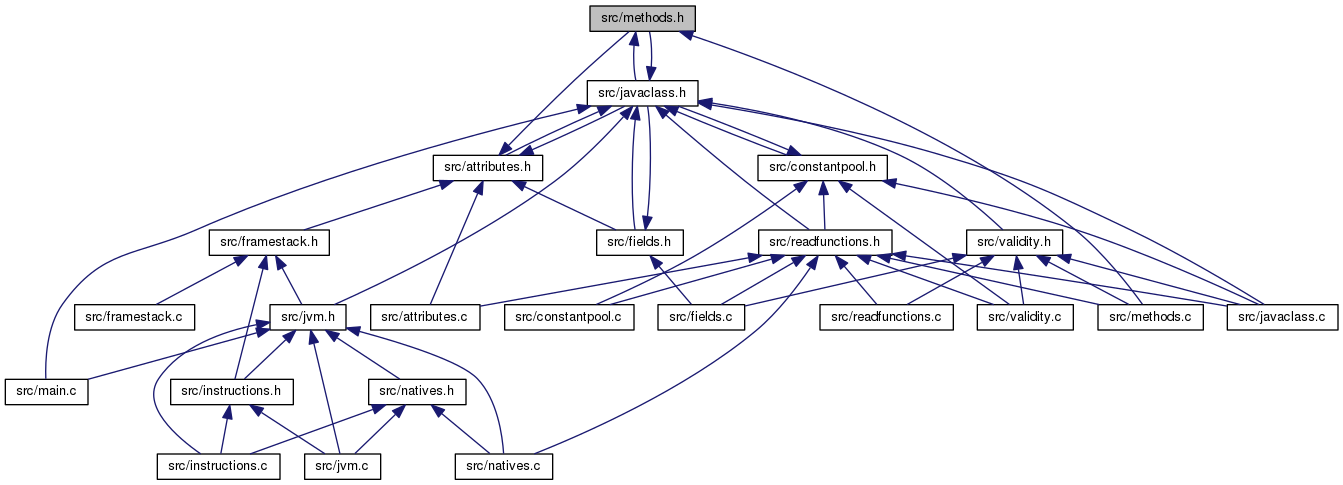 src/methods.h
src/javaclass.h
src/attributes.h
src/constantpool.h
src/framestack.h
src/fields.h
src/readfunctions.h
src/validity.h
src/framestack.c
src/jvm.h
src/attributes.c
src/constantpool.c
src/fields.c
src/readfunctions.c
src/validity.c
src/methods.c
src/javaclass.c
src/main.c
src/instructions.h
src/natives.h
src/instructions.c
src/jvm.c
src/natives.c